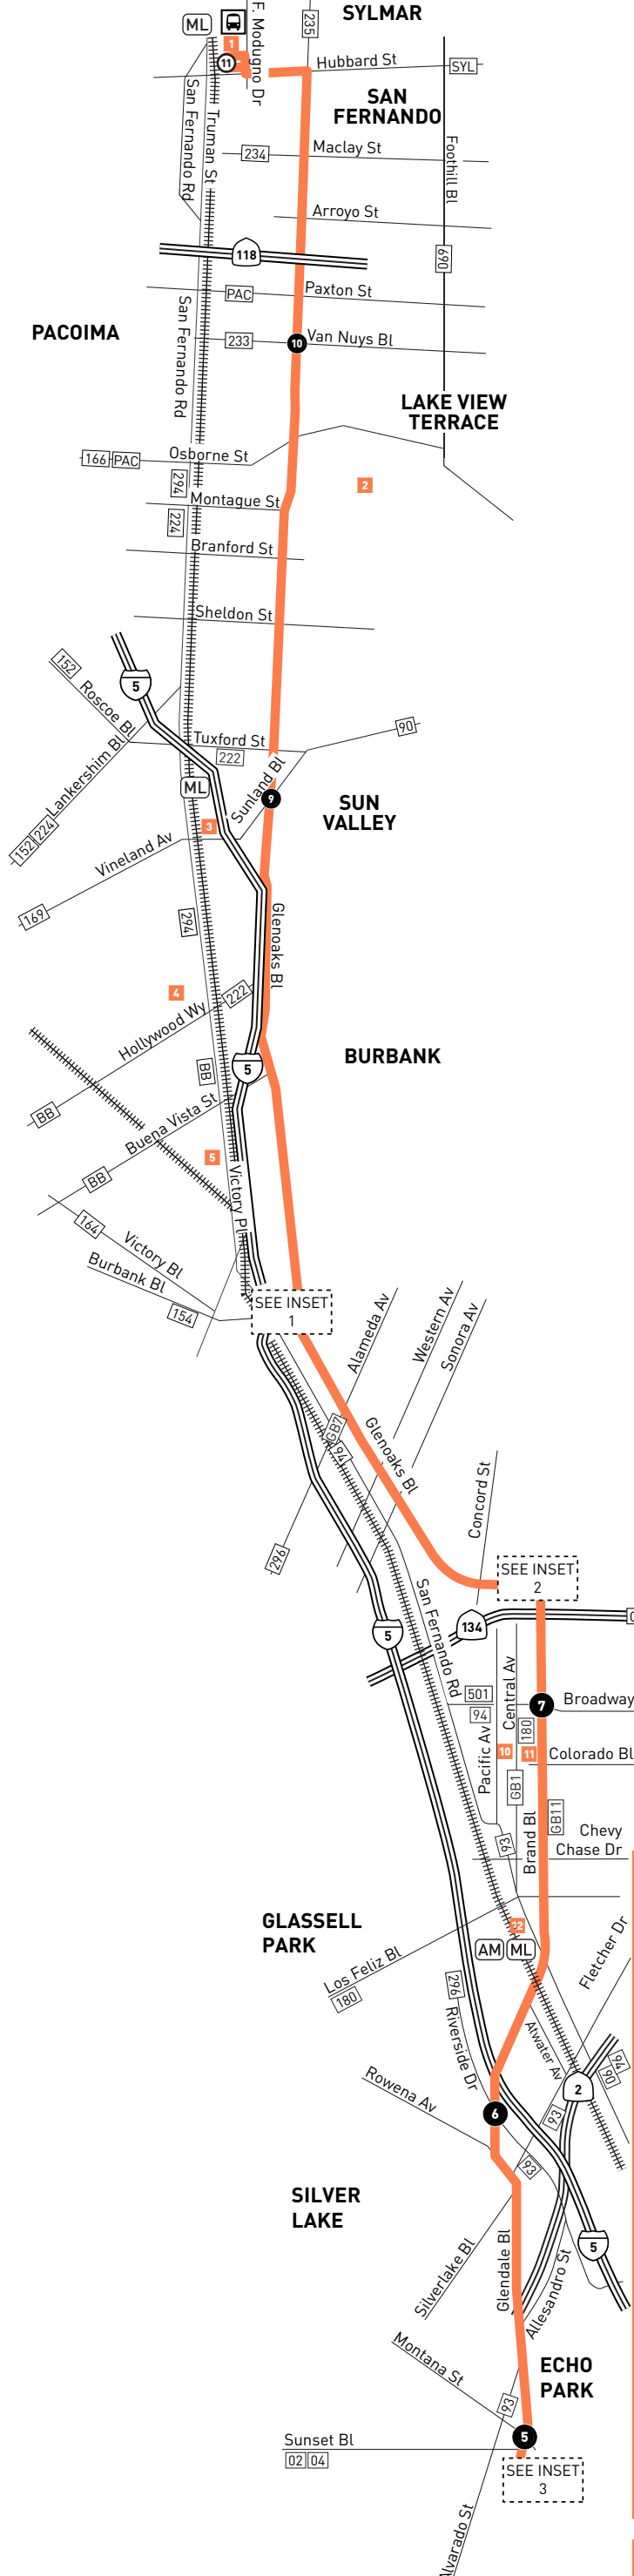 SYLMAR
ML
F. Modugno Dr
235
1
11
Hubbard St
SYL
SAN
FERNANDO
San Fernando Rd
Truman St
234
Maclay St
Foothill Bl
Arroyo St
118
690
PAC
Paxton St
San Fernando Rd
PACOIMA
233
10
Van Nuys Bl
LAKE VIEW
TERRACE
166
PAC
Osborne St
294
2
Montague St
224
Branford St
Sheldon St
152
Roscoe Bl
5
Lankershim Bl
Tuxford St
222
90
ML
Sunland Bl
9
SUN
VALLEY
152
224
3
Vineland Av
169
294
Glenoaks Bl
4
Hollywood Wy
222
BURBANK
BB
5
BB
Buena Vista St
5
BB
Victory Pl
164
Victory Bl
Burbank Bl
154
SEE INSET
1
Alameda Av
Western Av
Sonora Av
GB7
94
Glenoaks Bl
296
Concord St
SEE INSET
2
San Fernando Rd
5
134
501
94
Pacific Av
Central Av
180
7
Broadway
10
11
Colorado Bl
GB1
GB11
Brand Bl
93
Chevy
Chase Dr
GLASSELL
PARK
12
AM
ML
Los Feliz Bl
180
Fletcher Dr
296
Riverside Dr
Atwater Av
94
90
2
Rowena Av
6
93
93
SILVER
LAKE
5
Silverlake Bl
Glendale Bl
Allesandro St
Montana St
ECHO
PARK
93
5
Sunset Bl
02
04
SEE INSET
3
Alvarado St